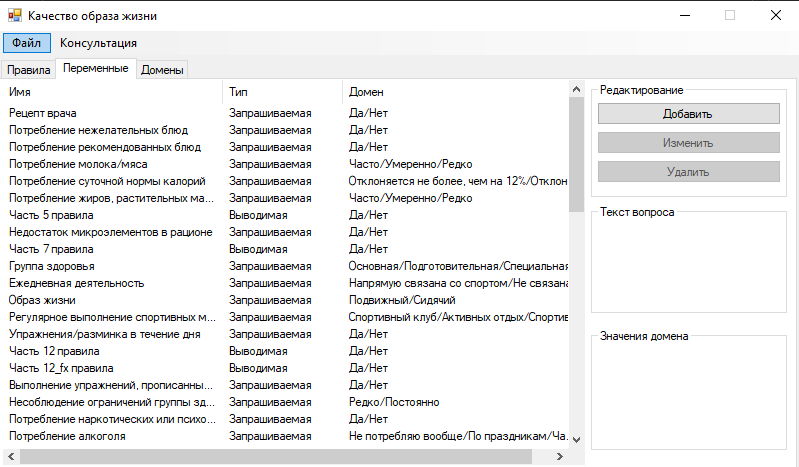 Качество образа жизни
Файл Консультация
Правила Переменные Домены
Имя Тип Домен
Рецепт врача Запрашиваемая Да/Нет
Потребление нежелательных блюд Запрашиваемая Да/Нет
Потребление рекомендованных блюд Запрашиваемая Да/Нет
Потребление молока/мяса Запрашиваемая Часто/Умеренно/Редко
Потребление суточной нормы калорий Запрашиваемая Отклоняется не более, чем на 12%/Отклон
Потребление жиров, растительных ма... Запрашиваемая Часто/Умеренно/Редко
Часть 5 правила Выводимая Да/Нет
Недостаток микроэлементов в рационе Запрашиваемая Да/Нет
Часть 7 правила Выводимая Да/Нет
Группа здоровья Запрашиваемая Основная/Подготовительная/Специальная
Ежедневная деятельность Запрашиваемая Напрямую связана со спортом/Не связана
Образ жизни Запрашиваемая Подвижный/Сидячий
Регулярное выполнение спортивных м... Запрашиваемая Спортивный клуб/Активных отдых/Спортив
Упражнения/разминка в течение дня Запрашиваемая Да/Нет
Часть 12 правила Выводимая Да/Нет
Часть 12_fx правила Выводимая Да/Нет
Выполнение упражнений, прописанны... Запрашиваемая Да/Нет
Несоблюдение ограничений группы зд... Запрашиваемая Редко/Постоянно
Потребление наркотических или психо... Запрашиваемая Да/Нет
Потребление алкоголя Запрашиваемая Не потребляю вообще/По праздникам/Ча.
Редактирование
Добавить
Изменить
Удалить
Текст вопроса
Значения домена